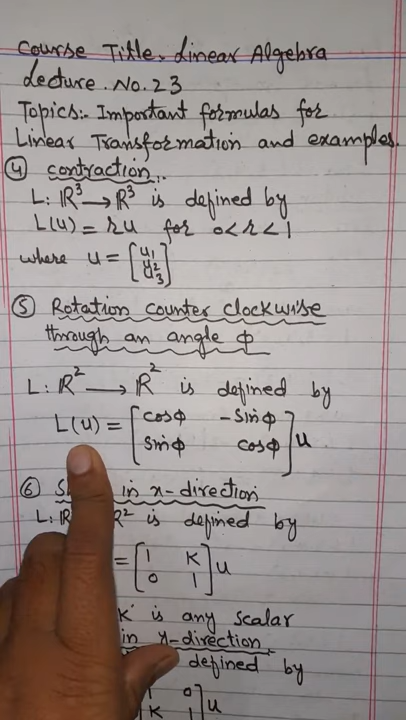 Course Title. Linear Algebra
Lecture. No. 23
Topics:- Important formulas for
Linear Transformation and examples.
④ contraction:-
L: ℝ³ → ℝ³ is defined by
L(u) = ru for 0<r<1
where u = [u₁ u₂ u₃]
⑤ Rotation counter clockwise
through an angle φ
L: ℝ² → ℝ² is defined by
L(u) = [cosφ -Sinφ
Sinφ cosφ] u
⑥ in x-direction
L: ℝ² is defined by
= [1 K
0 1] u
K is any scalar
in y-direction
defined by
1 0
K 1] u